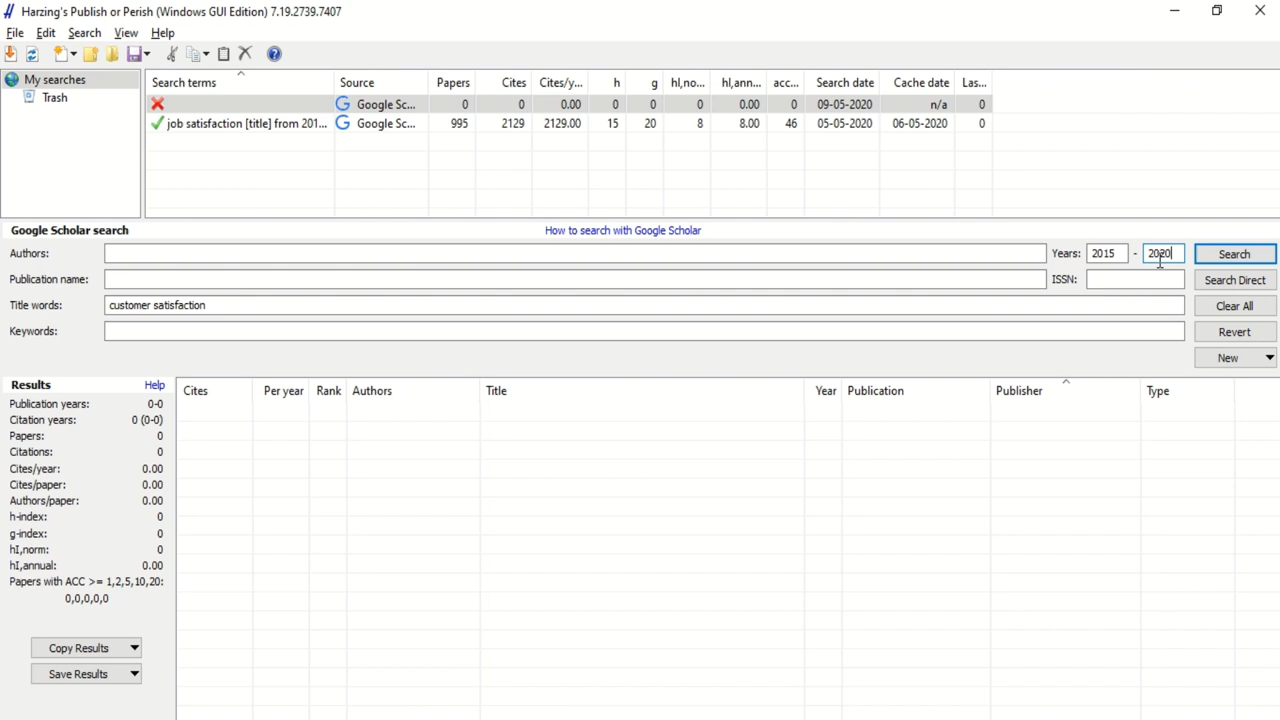 Harzing's Publish or Perish (Windows GUI Edition) 7.19.2739.7407
File Edit Search View Help
My searches
Trash
Search terms Source Papers Cites Cites/y... h g hI,no... hI,ann... acc... Search date Cache date Las...
Google Sc... 0 0 0.00 0 0 0 0.00 0 09-05-2020 n/a 0
job satisfaction [title] from 201... Google Sc... 995 2129 2129.00 15 20 8 8.00 46 05-05-2020 06-05-2020 0
Google Scholar search How to search with Google Scholar
Authors: Years: 2015 - 2020 Search
Publication name: ISSN: Search Direct
Title words: customer satisfaction Clear All
Keywords: Revert
New
Results Help
Cites Per year Rank Authors Title Year Publication Publisher Type
Publication years: 0-0
Citation years: 0 (0-0)
Papers: 0
Citations: 0
Cites/year: 0.00
Cites/paper: 0.00
Authors/paper: 0.00
h-index: 0
g-index: 0
hI,norm: 0
hI,annual: 0.00
Papers with ACC >= 1,2,5,10,20:
0,0,0,0,0
Copy Results
Save Results